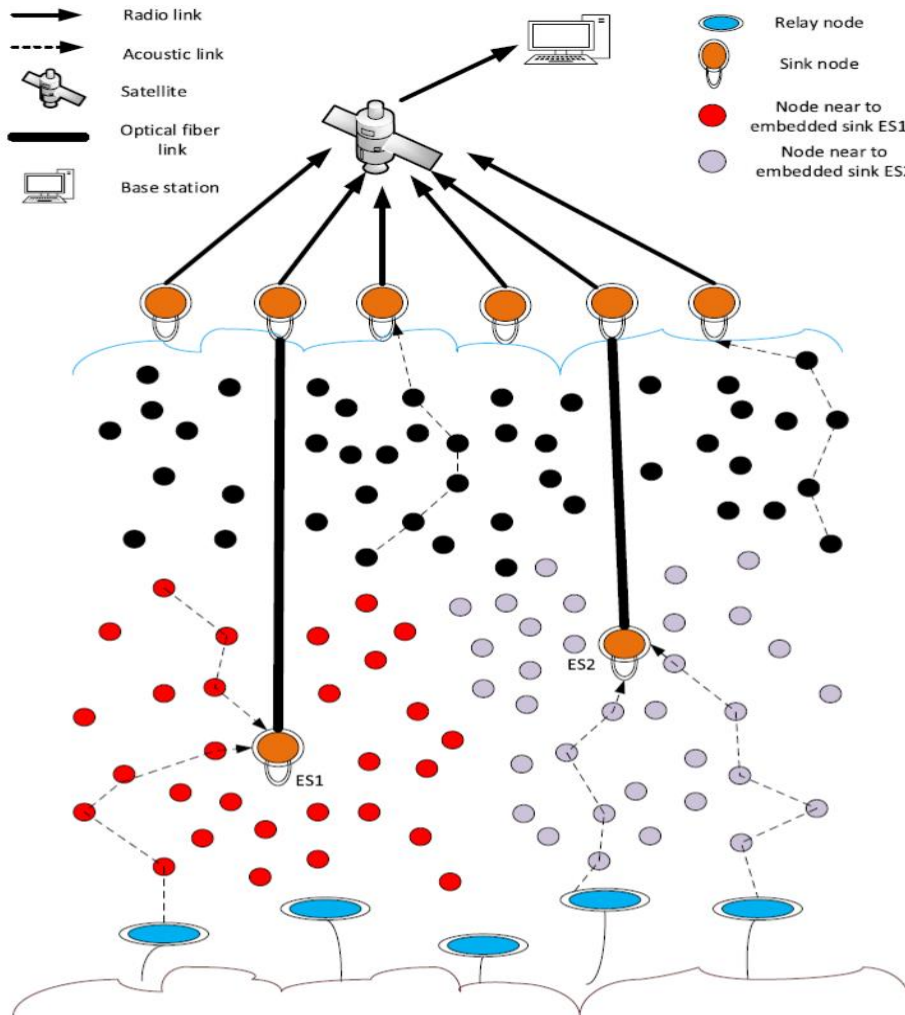 Radio link
Acoustic link
Satellite
Optical fiber
link
Base station
Relay node
Sink node
Node near to
embedded sink ES1
Node near to
embedded sink ES2
ES2
ES1